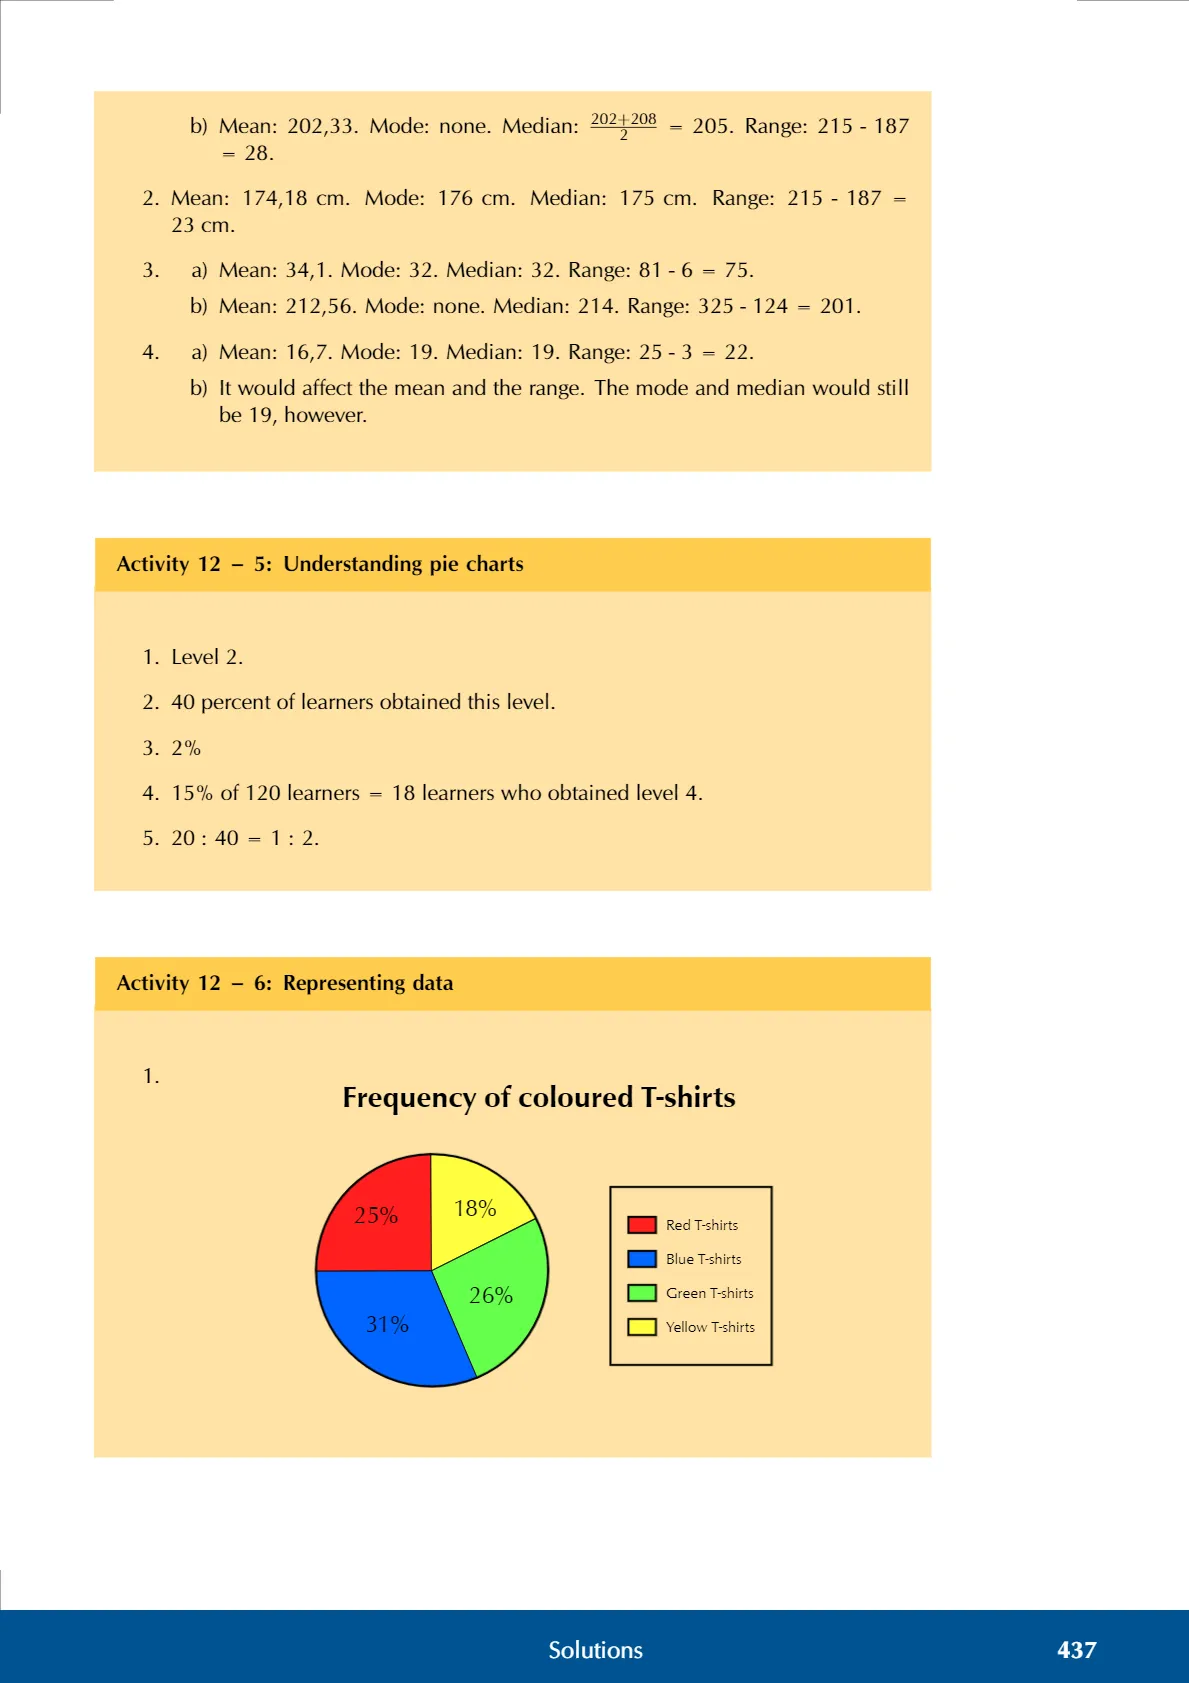 b) Mean: 202,33. Mode: none. Median: \frac{202+208}{2} = 205. Range: 215 - 187
= 28.
2. Mean: 174,18 cm. Mode: 176 cm. Median: 175 cm. Range: 215 - 187 =
23 cm.
3. a) Mean: 34,1. Mode: 32. Median: 32. Range: 81 - 6 = 75.
b) Mean: 212,56. Mode: none. Median: 214. Range: 325 - 124 = 201.
4. a) Mean: 16,7. Mode: 19. Median: 19. Range: 25 - 3 = 22.
b) It would affect the mean and the range. The mode and median would still
be 19, however.
Activity 12 – 5: Understanding pie charts
1. Level 2.
2. 40 percent of learners obtained this level.
3. 2%
4. 15% of 120 learners = 18 learners who obtained level 4.
5. 20 : 40 = 1 : 2.
Activity 12 – 6: Representing data
1.
Frequency of coloured T-shirts
25%
18%
26%
31%
Red T-shirts
Blue T-shirts
Green T-shirts
Yellow T-shirts
Solutions 437